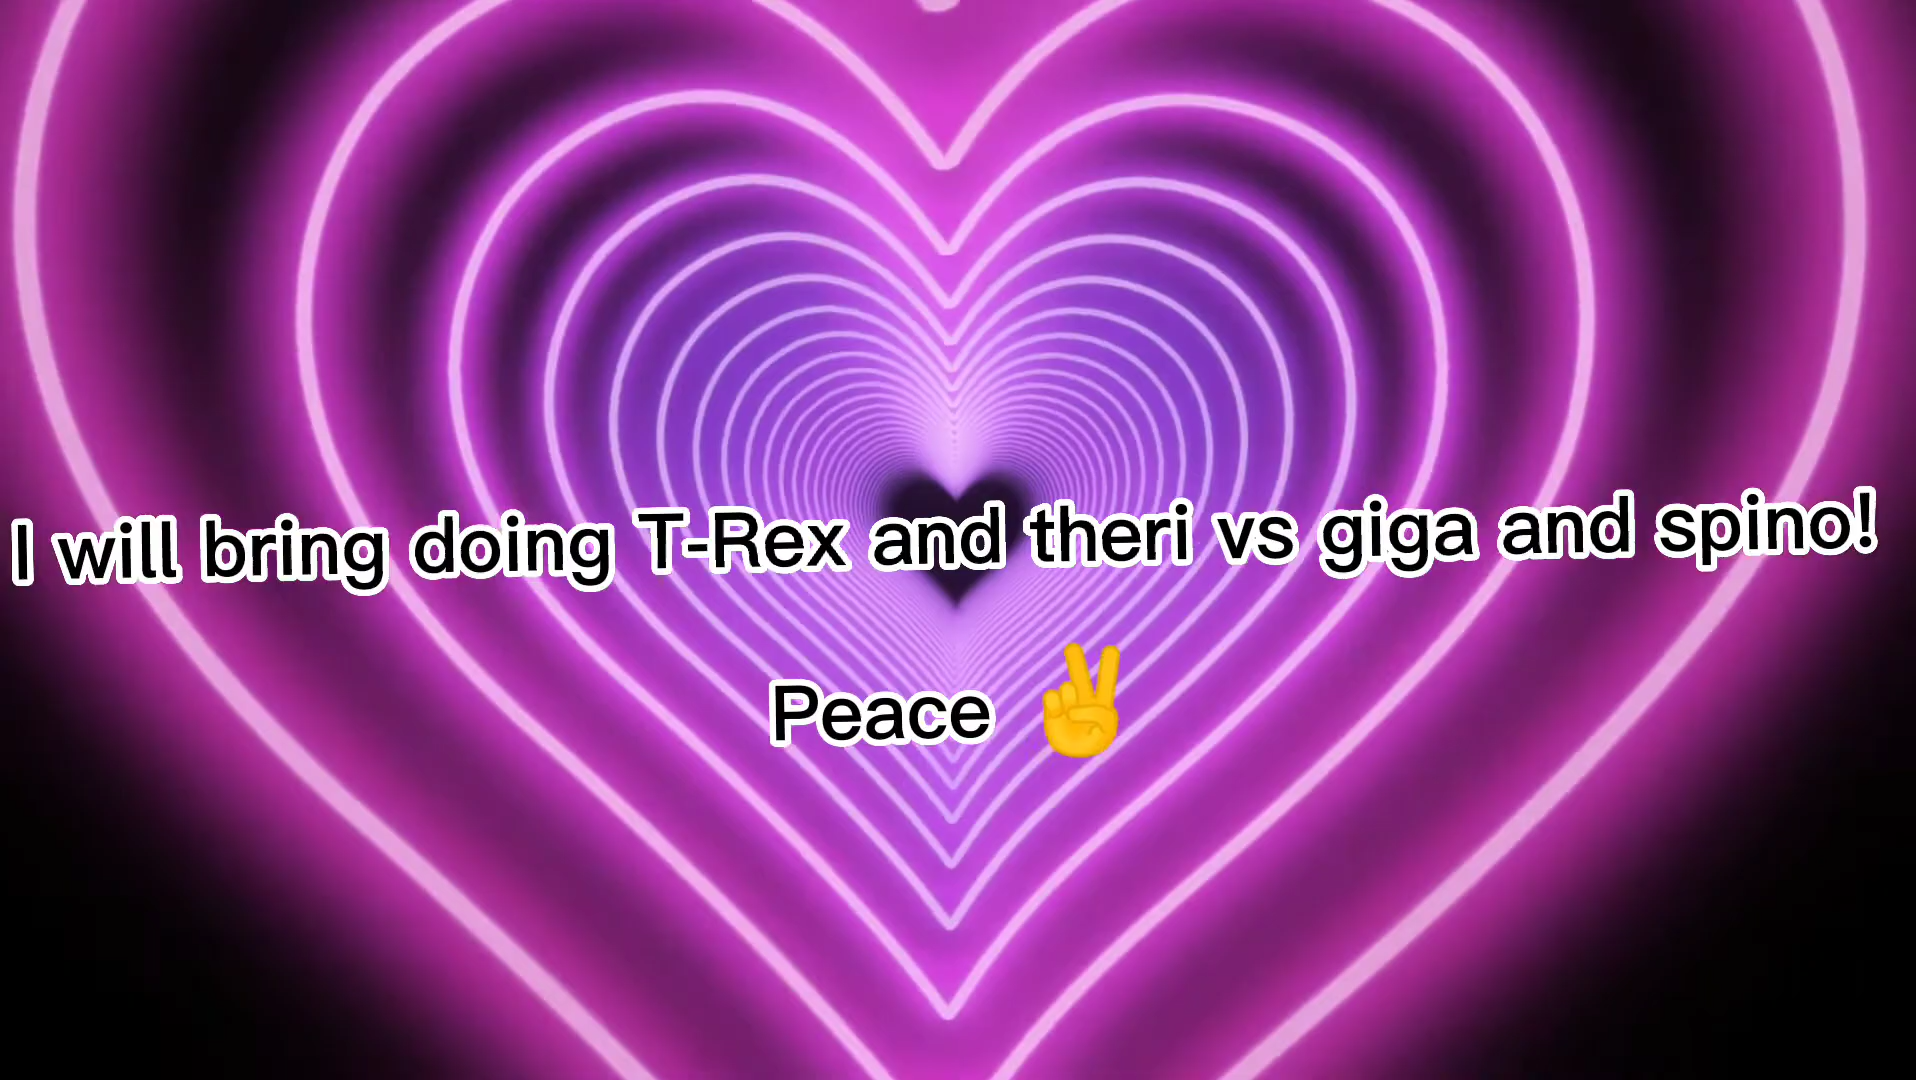 I will bring doing T-Rex and theri vs giga and spino!
Peace ✌️